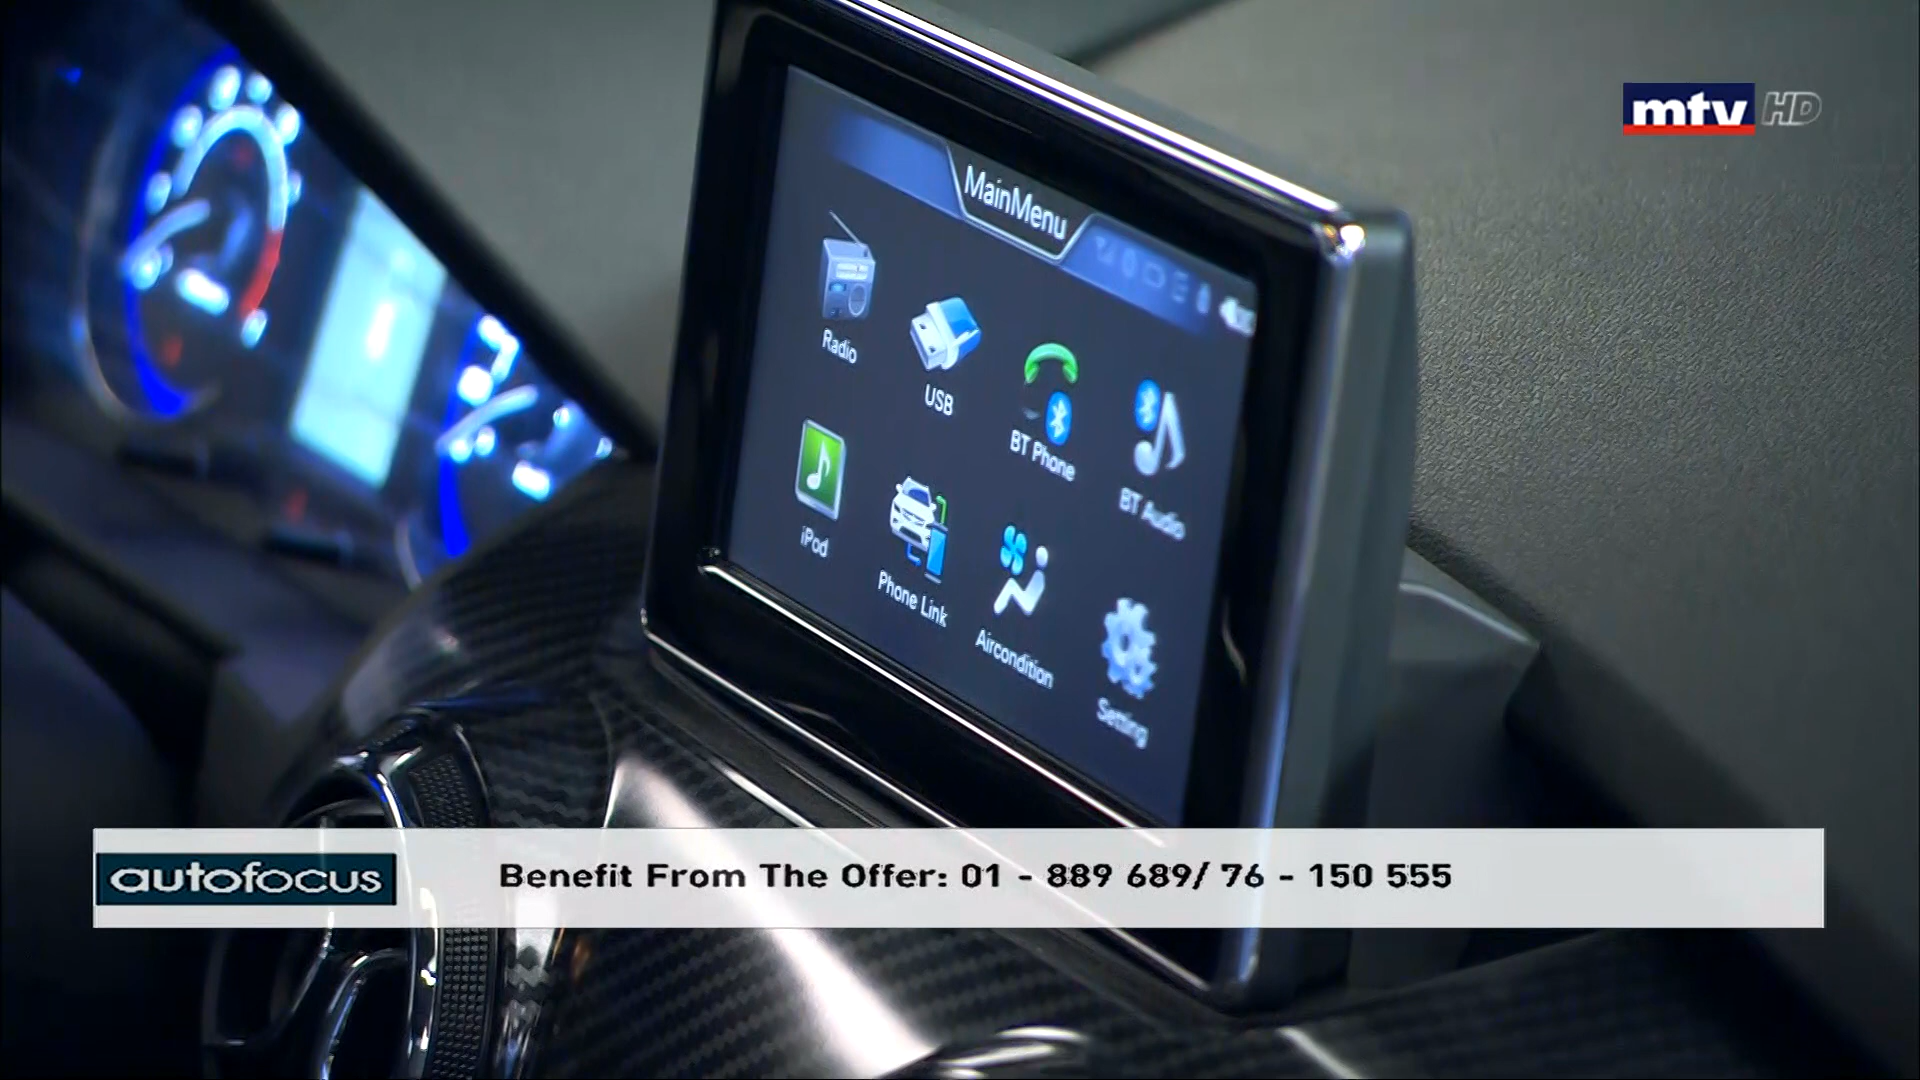 mtv HD
MainMenu
Radio
USB
BT Phone
BT Audio
iPod
Phone Link
Aircondition
Setting
autofocus
Benefit From The Offer: 01 - 889 689/ 76 - 150 555